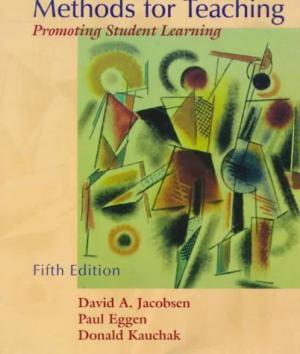 Methods for Teaching
Promoting Student Learning
Fifth Edition
David A. Jacobsen
Paul Eggen
Donald Kauchak